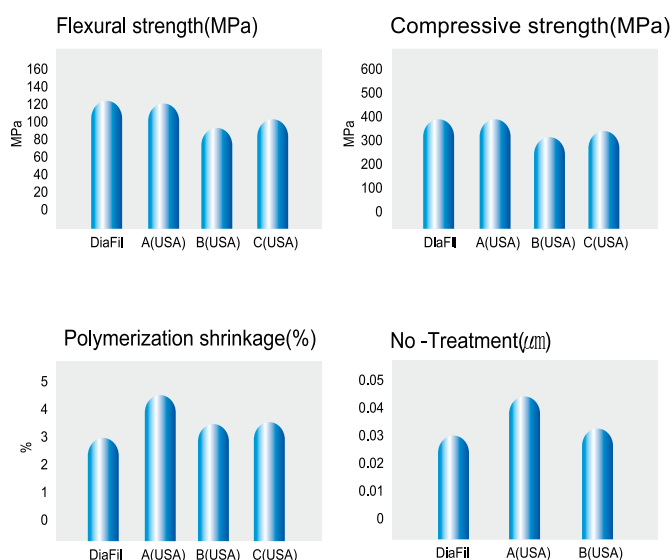 Flexural strength(MPa)
160
140
120
100
80
60
40
20
0
MPa
DiaFil A(USA) B(USA) C(USA)
Compressive strength(MPa)
600
500
400
300
200
100
0
MPa
DIaFil A(USA) B(USA) C(USA)
Polymerization shrinkage(%)
5
4
3
2
1
0
%
DiaFil A(USA) B(USA) C(USA)
No -Treatment(㎛)
0.05
0.04
0.03
0.02
0.01
0
DiaFil A(USA) B(USA)